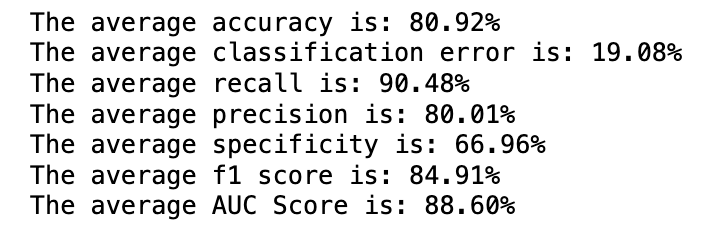 The average accuracy is: 80.92%
The average classification error is: 19.08%
The average recall is: 90.48%
The average precision is: 80.01%
The average specificity is: 66.96%
The average f1 score is: 84.91%
The average AUC Score is: 88.60%